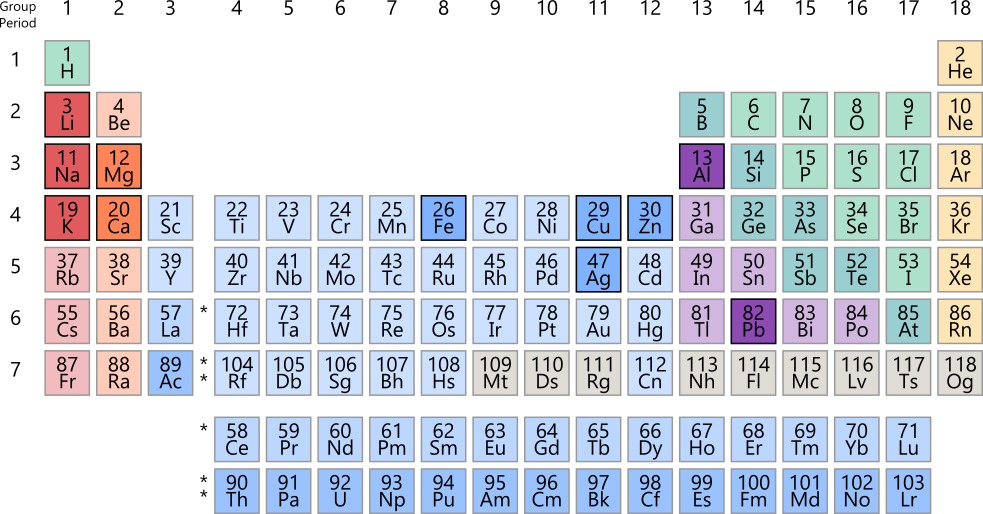 Group 1 2 3 4 5 6 7 8 9 10 11 12 13 14 15 16 17 18
Period
1 1 2
H He
2 3 4 5 6 7 8 9 10
Li Be B C N O F Ne
3 11 12 13 14 15 16 17 18
Na Mg Al Si P S Cl Ar
4 19 20 21 22 23 24 25 26 27 28 29 30 31 32 33 34 35 36
K Ca Sc Ti V Cr Mn Fe Co Ni Cu Zn Ga Ge As Se Br Kr
5 37 38 39 40 41 42 43 44 45 46 47 48 49 50 51 52 53 54
Rb Sr Y Zr Nb Mo Tc Ru Rh Pd Ag Cd In Sn Sb Te I Xe
6 55 56 57 * 72 73 74 75 76 77 78 79 80 81 82 83 84 85 86
Cs Ba La Hf Ta W Re Os Ir Pt Au Hg Tl Pb Bi Po At Rn
7 87 88 89 * 104 105 106 107 108 109 110 111 112 113 114 115 116 117 118
Fr Ra Ac * Rf Db Sg Bh Hs Mt Ds Rg Cn Nh Fl Mc Lv Ts Og
* 58 59 60 61 62 63 64 65 66 67 68 69 70 71
Ce Pr Nd Pm Sm Eu Gd Tb Dy Ho Er Tm Yb Lu
* 90 91 92 93 94 95 96 97 98 99 100 101 102 103
* Th Pa U Np Pu Am Cm Bk Cf Es Fm Md No Lr